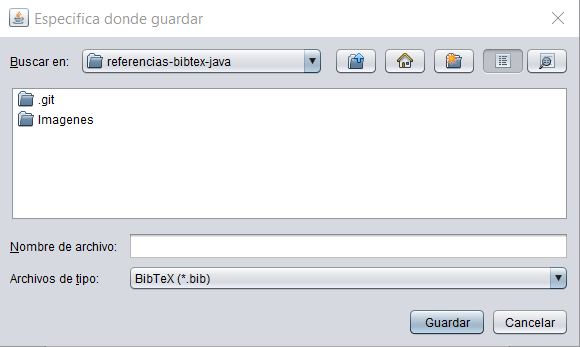 Especifica donde guardar
Buscar en: referencias-bibtex-java
.git
Imagenes
Nombre de archivo:
Archivos de tipo: BibTeX (*.bib)
Guardar Cancelar